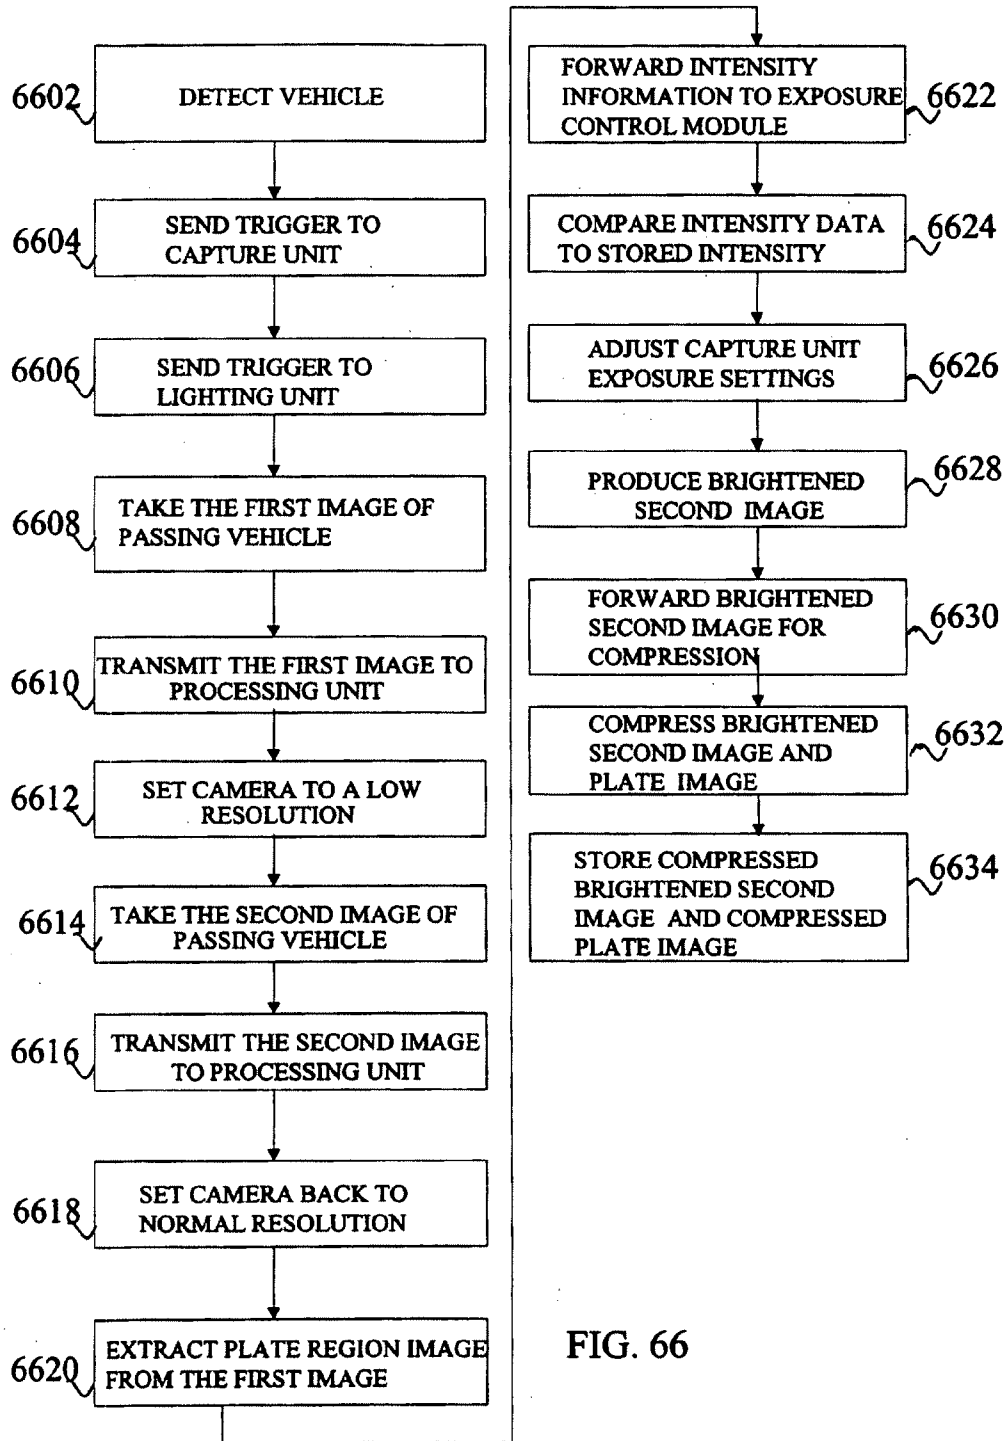 6602
DETECT VEHICLE
6604
SEND TRIGGER TO
CAPTURE UNIT
6606
SEND TRIGGER TO
LIGHTING UNIT
6608
TAKE THE FIRST IMAGE OF
PASSING VEHICLE
6610
TRANSMIT THE FIRST IMAGE TO
PROCESSING UNIT
6612
SET CAMERA TO A LOW
RESOLUTION
6614
TAKE THE SECOND IMAGE OF
PASSING VEHICLE
6616
TRANSMIT THE SECOND IMAGE
TO PROCESSING UNIT
6618
SET CAMERA BACK TO
NORMAL RESOLUTION
6620
EXTRACT PLATE REGION IMAGE
FROM THE FIRST IMAGE
FORWARD INTENSITY
INFORMATION TO EXPOSURE
CONTROL MODULE
6622
COMPARE INTENSITY DATA
TO STORED INTENSITY
6624
ADJUST CAPTURE UNIT
EXPOSURE SETTINGS
6626
PRODUCE BRIGHTENED
SECOND IMAGE
6628
FORWARD BRIGHTENED
SECOND IMAGE FOR
COMPRESSION
6630
COMPRESS BRIGHTENED
SECOND IMAGE AND
PLATE IMAGE
6632
STORE COMPRESSED
BRIGHTENED SECOND
IMAGE AND COMPRESSED
PLATE IMAGE
6634
FIG. 66